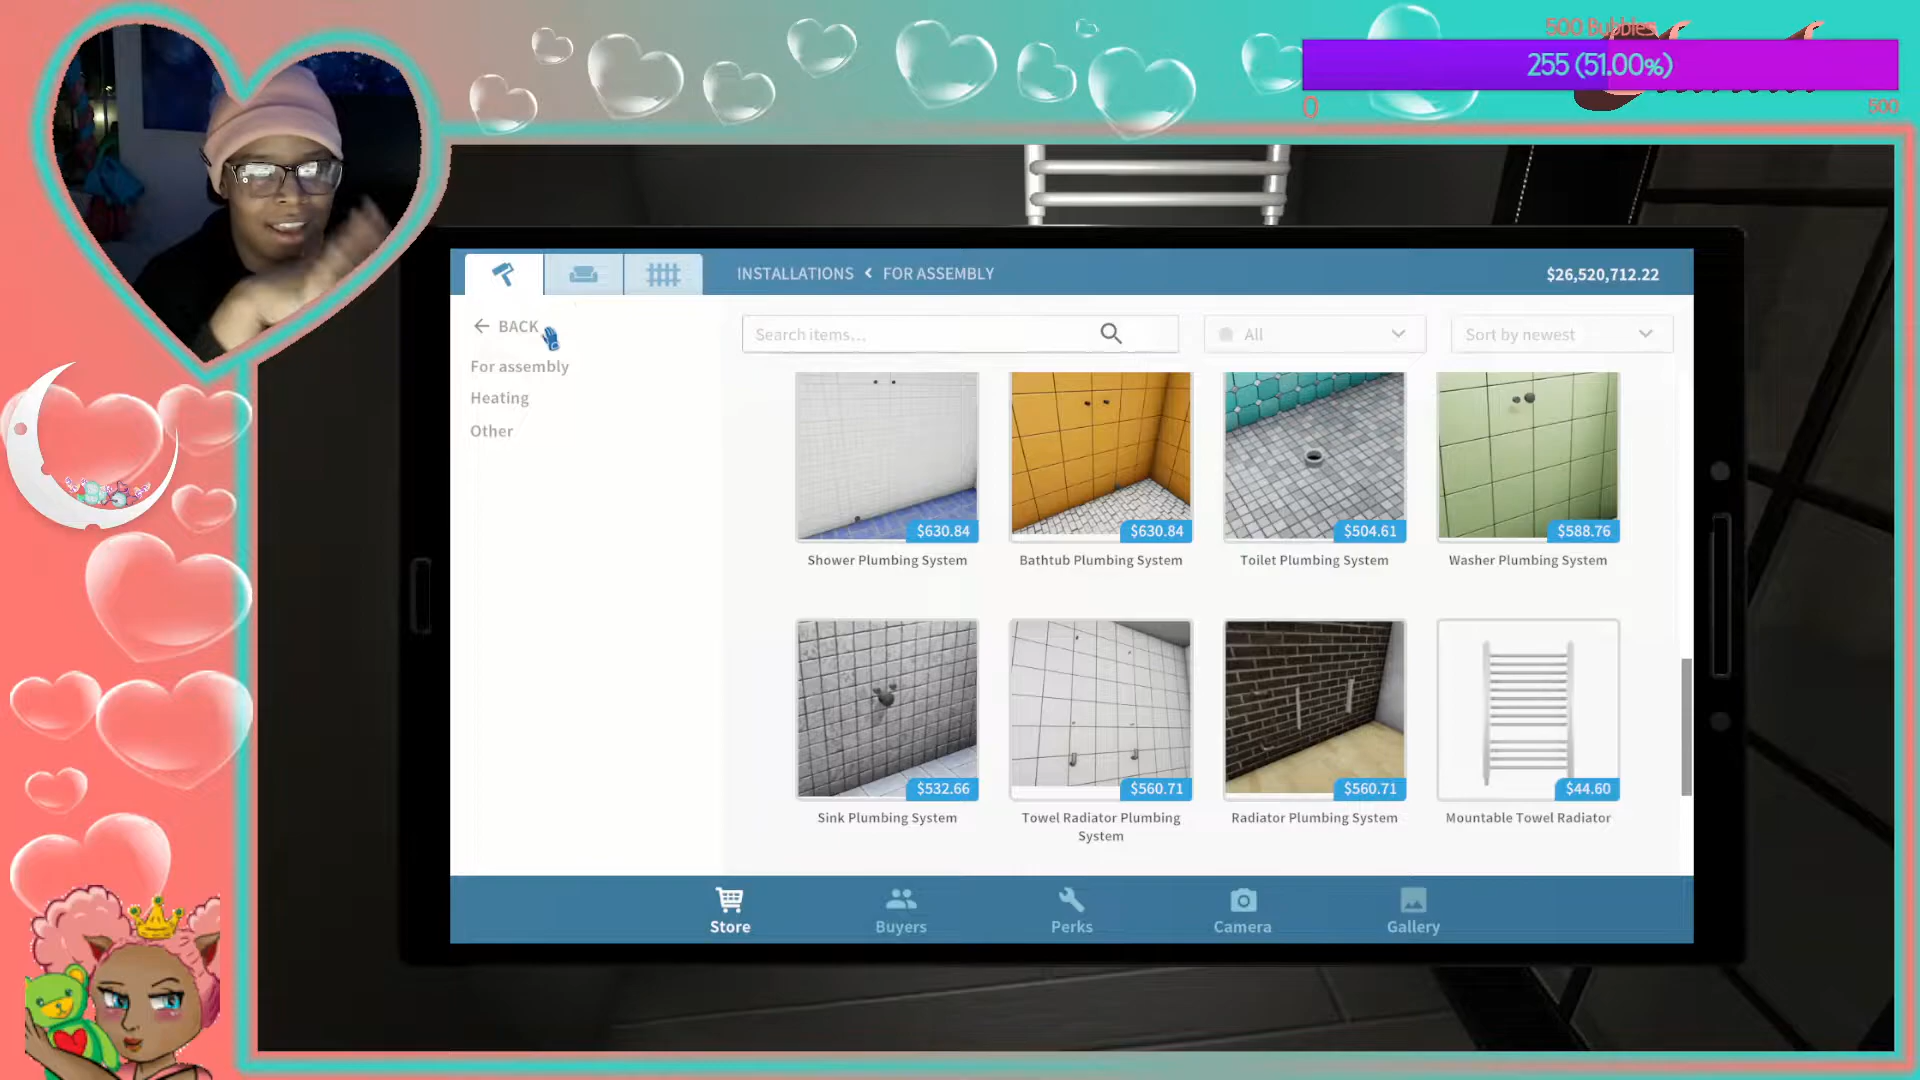 500 Bubbles
255 (51.00%)
0
500
INSTALLATIONS < FOR ASSEMBLY
$26,520,712.22
BACK
For assembly
Heating
Other
Search items...
All
Sort by newest
$630.84
$630.84
$504.61
$588.76
Shower Plumbing System
Bathtub Plumbing System
Toilet Plumbing System
Washer Plumbing System
$532.66
$560.71
$560.71
$44.60
Sink Plumbing System
Towel Radiator Plumbing
System
Radiator Plumbing System
Mountable Towel Radiator
Store
Buyers
Perks
Camera
Gallery